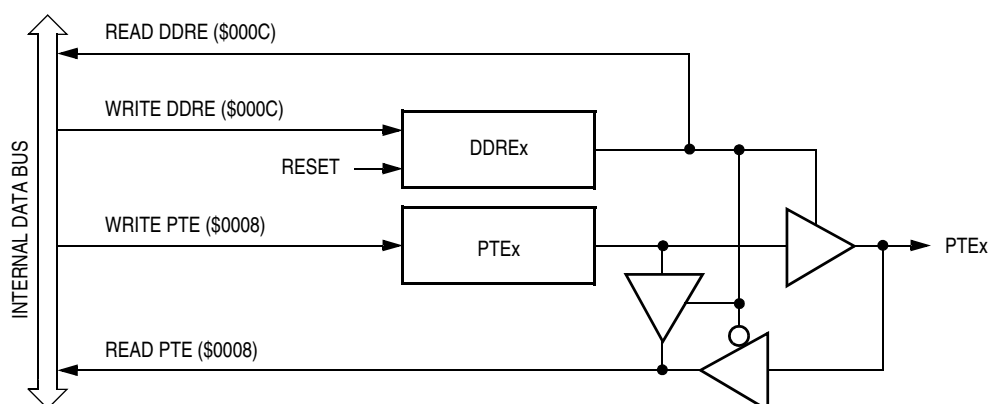 READ DDRE ($000C)
WRITE DDRE ($000C)
DDREx
RESET
INTERNAL DATA BUS
WRITE PTE ($0008)
PTEx
PTEx
READ PTE ($0008)